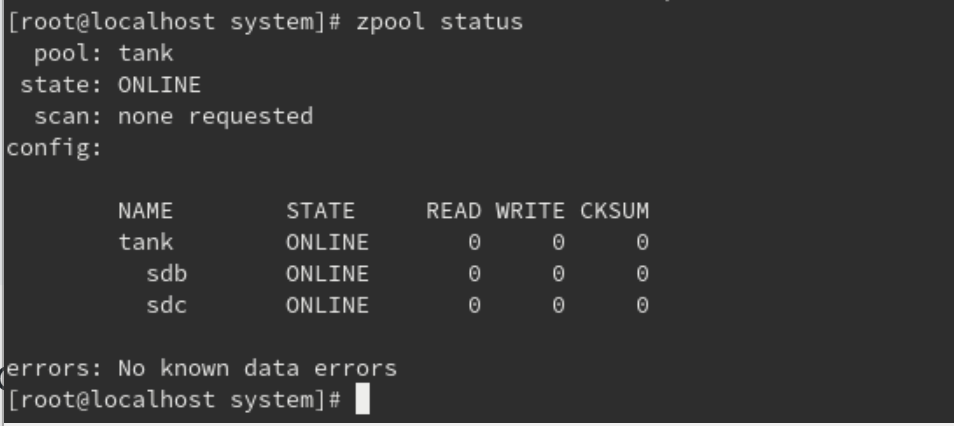 [root@localhost system]# zpool status
  pool: tank
 state: ONLINE
  scan: none requested
config:

        NAME        STATE     READ WRITE CKSUM
        tank        ONLINE       0     0     0
          sdb       ONLINE       0     0     0
          sdc       ONLINE       0     0     0

errors: No known data errors
[root@localhost system]#